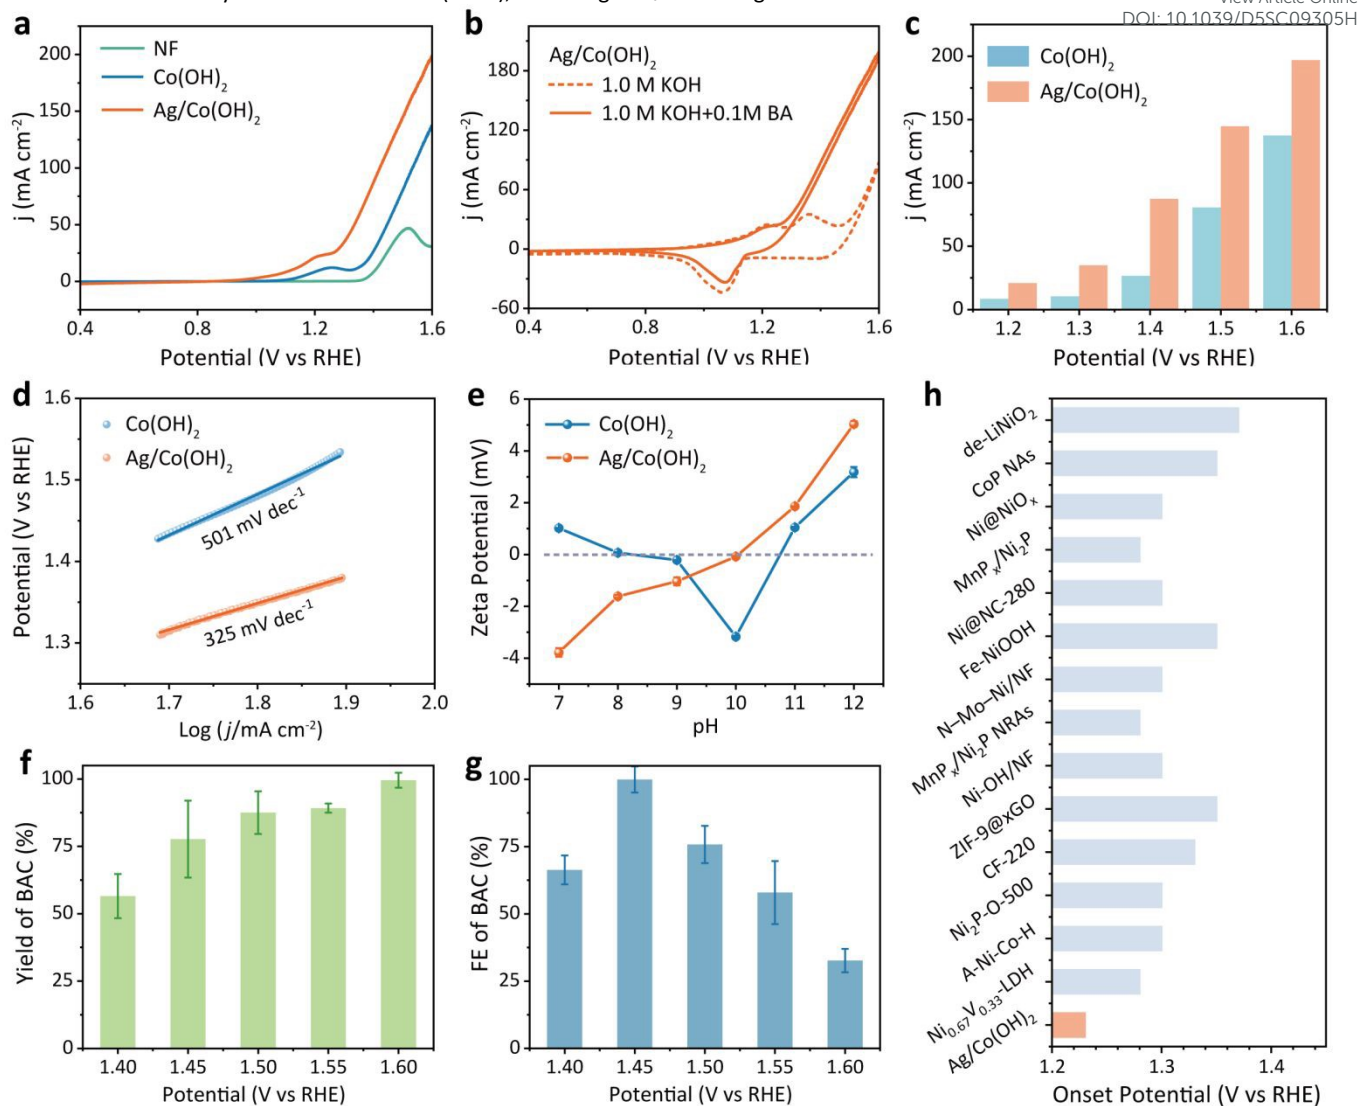 DOI: 10.1039/D5SC09305H
a
NF
Co(OH)2
Ag/Co(OH)2
j (mA cm-2)
200
150
100
50
0
0.4
0.8
1.2
1.6
Potential (V vs RHE)
b
Ag/Co(OH)2
1.0 M KOH
1.0 M KOH+0.1M BA
j (mA cm-2)
180
120
60
0
-60
0.4
0.8
1.2
1.6
Potential (V vs RHE)
c
Co(OH)2
Ag/Co(OH)2
j (mA cm-2)
200
150
100
50
0
1.2
1.3
1.4
1.5
1.6
Potential (V vs RHE)
d
Co(OH)2
Ag/Co(OH)2
501 mV dec-1
325 mV dec-1
Potential (V vs RHE)
1.6
1.5
1.4
1.3
1.6
1.7
1.8
1.9
2.0
Log (j/mA cm-2)
e
Co(OH)2
Ag/Co(OH)2
Zeta Potential (mV)
6
4
2
0
-2
-4
7
8
9
10
11
12
pH
f
Yield of BAC (%)
100
75
50
25
0
1.40
1.45
1.50
1.55
1.60
Potential (V vs RHE)
g
FE of BAC (%)
100
75
50
25
0
1.40
1.45
1.50
1.55
1.60
Potential (V vs RHE)
h
de-LiNiO2
CoP NAs
Ni@NiOx
MnPx/Ni2P
Ni@NC-280
Fe-NiOOH
N–Mo–Ni/NF
MnPx/Ni2P NRAs
Ni-OH/NF
ZIF-9@xGO
CF-220
Ni2P-O-500
A-Ni-Co-H
Ni0.67V0.33-LDH
Ag/Co(OH)2
1.2
1.3
1.4
Onset Potential (V vs RHE)